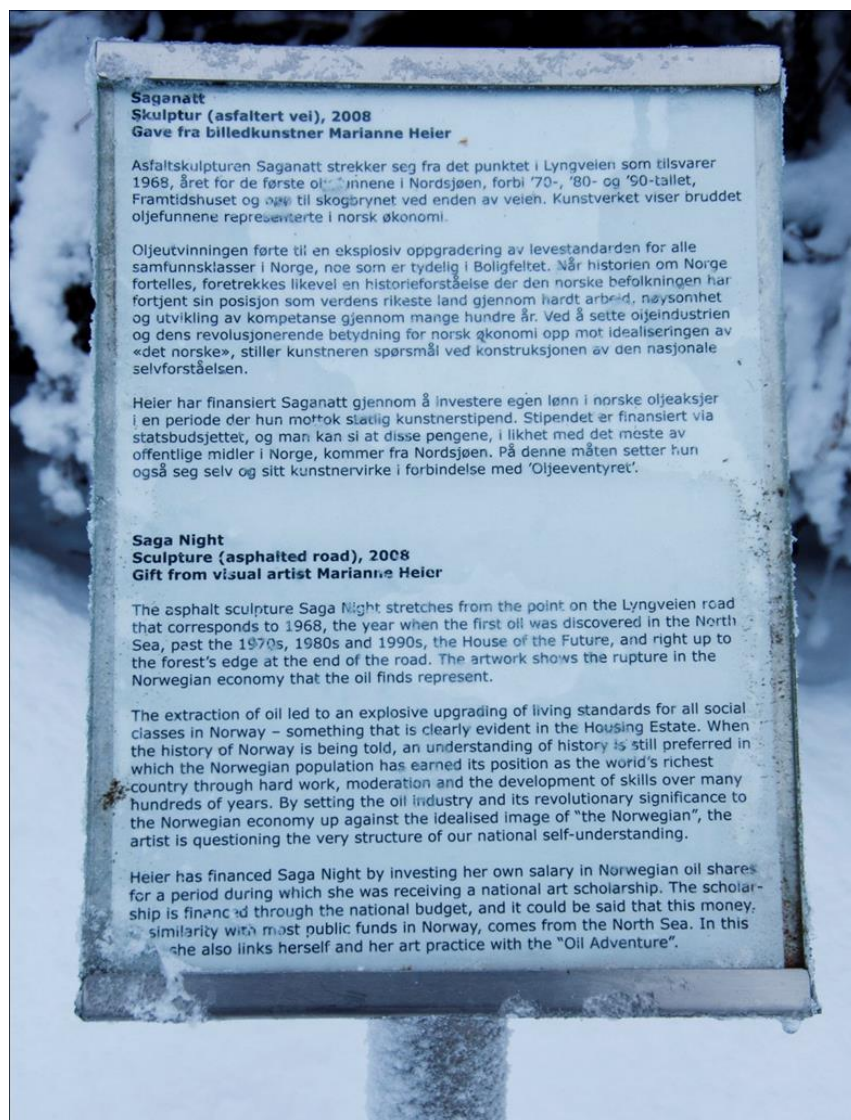 Saganatt
Skulptur (asfaltert vei), 2008
Gave fra billedkunstner Marianne Heier
Asfaltskulpturen Saganatt strekker seg fra det punktet i Lyngveien som tilsvarer
1968, året for de første i Nordsjøen, forbi '70-, '80- og '90-tallet,
Framtidshuset og til skogbrynet ved enden av veien. Kunstverket viser bruddet
oljefunnene representerte i norsk økonomi.
Oljeutvinningen førte til en eksplosiv oppgradering av levestandarden for alle
samfunnsklasser i Norge, noe som er tydelig i Boligfeltet. Når historien om Norge
fortelles, foretrekkes likevel en historieforståelse der den norske befolkningen har
fortjent sin posisjon som verdens rikeste land gjennom hardt arbeid, nøysomhet
og utvikling av kompetanse gjennom mange hundre år. Ved å sette oljeindustrien
og dens revolusjonerende betydning for norsk økonomi opp mot idealiseringen av
«det norske», stiller kunstneren spørsmål ved konstruksjonen av den nasjonale
selvforståelsen.
Heier har finansiert Saganatt gjennom å investere egen lønn i norske oljeaksjer
i en periode der hun mottok statlig kunstnerstipend. Stipendet er finansiert via
statsbudsjettet, og man kan si at disse pengene, i likhet med det meste av
offentlige midler i Norge, kommer fra Nordsjøen. På denne måten setter hun
også seg selv og sitt kunstnervirke i forbindelse med 'Oljeeventyret'.
Saga Night
Sculpture (asphalted road), 2008
Gift from visual artist Marianne Heier
The asphalt sculpture Saga Night stretches from the point on the Lyngveien road
that corresponds to 1968, the year when the first oil was discovered in the North
Sea, past the 1970s, 1980s and 1990s, the House of the Future, and right up to
the forest's edge at the end of the road. The artwork shows the rupture in the
Norwegian economy that the oil finds represent.
The extraction of oil led to an explosive upgrading of living standards for all social
classes in Norway – something that is clearly evident in the Housing Estate. When
the history of Norway is being told, an understanding of history is still preferred in
which the Norwegian population has earned its position as the world's richest
country through hard work, moderation and the development of skills over many
hundreds of years. By setting the oil industry and its revolutionary significance to
the Norwegian economy up against the idealised image of "the Norwegian", the
artist is questioning the very structure of our national self-understanding.
Heier has financed Saga Night by investing her own salary in Norwegian oil shares
for a period during which she was receiving a national art scholarship. The scholar-
ship is financed through the national budget, and it could be said that this money,
similarity with most public funds in Norway, comes from the North Sea. In this
she also links herself and her art practice with the "Oil Adventure".